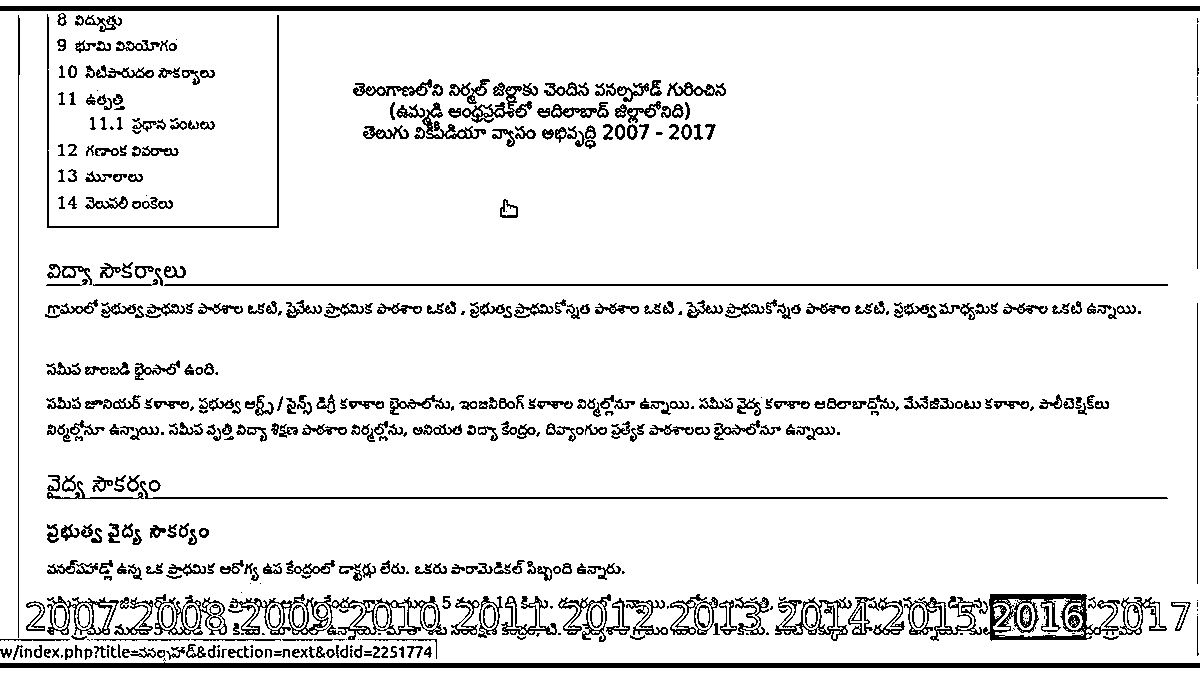 8 విద్యుత్తు
9 భూమి వినియోగం
10 నీటిపారుదల సౌకర్యాలు
11 ఉత్పత్తి
11.1 ప్రధాన పంటలు
12 గణాంక వివరాలు
13 మూలాలు
14 వెలుపలీ లంకెలు
తెలంగాణలోని నిర్మల్ జిల్లాకు చెందిన వనల్పహాడ్ గురించిన
(ఉమ్మడి ఆంధ్రప్రదేశ్‌లో ఆదిలాబాద్ జిల్లాలోనిది)
తెలుగు వికీపీడియా వ్యాసం అభివృద్ధి 2007 - 2017
విద్యా సౌకర్యాలు
గ్రామంలో ప్రభుత్వ ప్రాథమిక పాఠశాల ఒకటి, ప్రైవేటు ప్రాథమిక పాఠశాల ఒకటి , ప్రభుత్వ ప్రాథమికోన్నత పాఠశాల ఒకటి , ప్రైవేటు ప్రాథమికోన్నత పాఠశాల ఒకటి, ప్రభుత్వ మాధ్యమిక పాఠశాల ఒకటి ఉన్నాయి.
సమీప బాలబడి భైంసాలో ఉంది.
సమీప జూనియర్ కళాశాల, ప్రభుత్వ ఆర్ట్స్ / సైన్స్ డిగ్రీ కళాశాల భైంసాలోను, ఇంజనీరింగ్ కళాశాల నిర్మల్లోనూ ఉన్నాయి. సమీప వైద్య కళాశాల ఆదిలాబాద్లోను, మేనేజిమెంటు కళాశాల, పాలీటెక్నిక్‌లు
నిర్మల్లోనూ ఉన్నాయి. సమీప వృత్తి విద్యా శిక్షణ పాఠశాల నిర్మల్లోను, అనియత విద్యా కేంద్రం, దివ్యాంగుల ప్రత్యేక పాఠశాలలు భైంసాలోనూ ఉన్నాయి.
వైద్య సౌకర్యం
ప్రభుత్వ వైద్య సౌకర్యం
వనల్‌పహాడ్లో ఉన్న ఒక ప్రాథమిక ఆరోగ్య ఉప కేంద్రంలో డాక్టర్లు లేరు. ఒకరు పారామెడికల్ సిబ్బంది ఉన్నారు.
2007 2008 2009 2010 2011 2012 2013 2014 2015 2016 2017
w/index.php?title=వనల్పహాడ్&direction=next&oldid=2251774